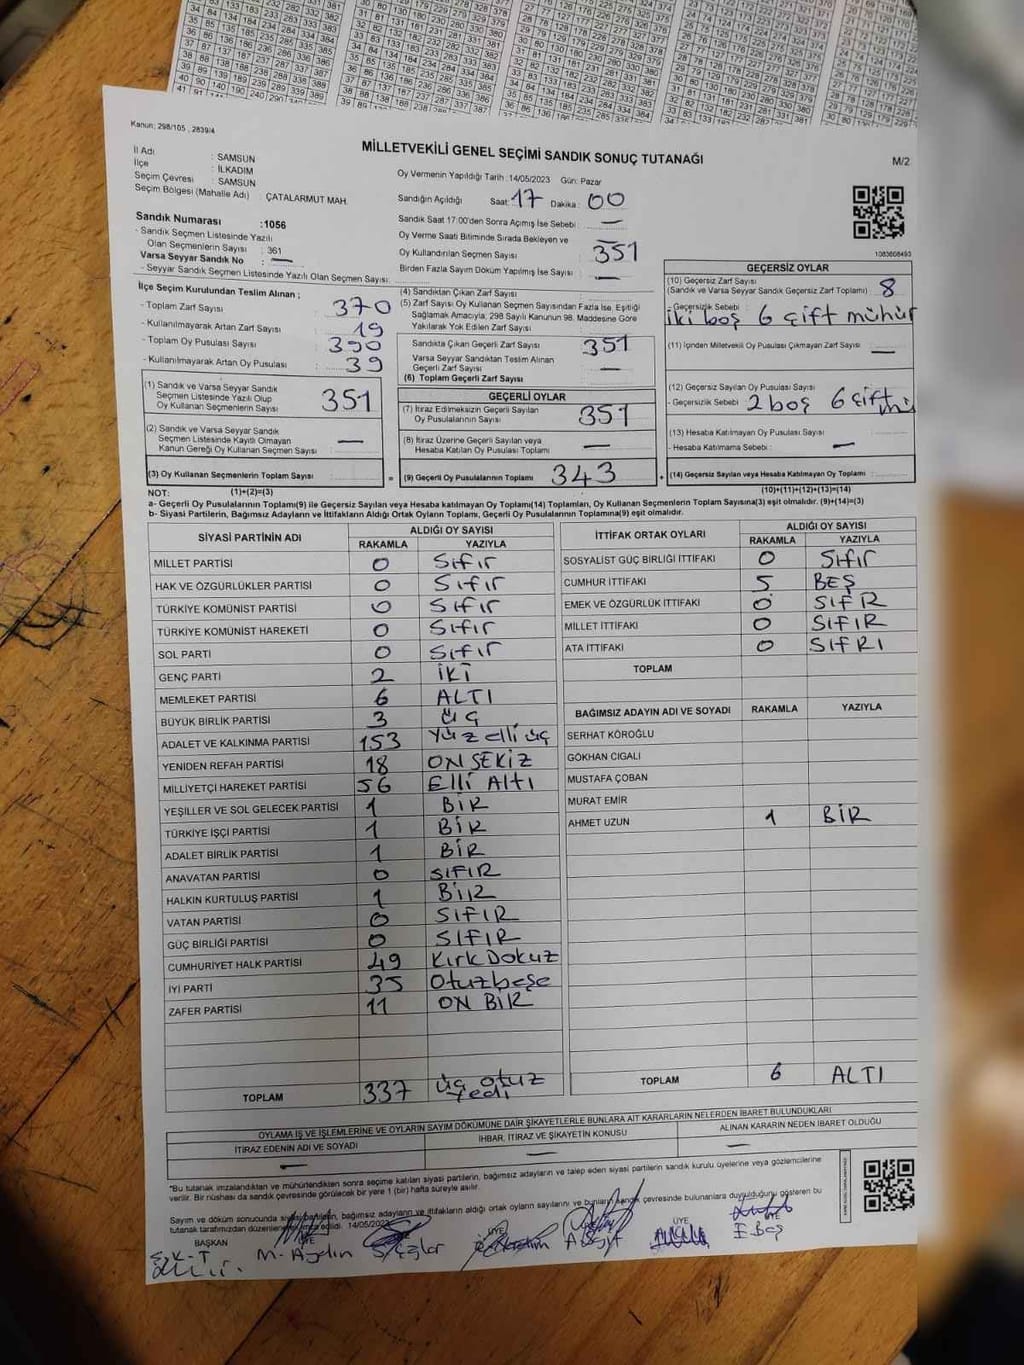 Kanun; 298/105 , 2839/4
MİLLETVEKİLİ GENEL SEÇİMİ SANDIK SONUÇ TUTANAĞI
M/2
İl Adı : SAMSUN
İlçe : İLKADIM
Seçim Çevresi : SAMSUN
Seçim Bölgesi (Mahalle Adı) : ÇATALARMUT MAH.
Oy Vermenin Yapıldığı Tarih :14/05/2023 Gün: Pazar
Sandığın Açıldığı Saat: 17 Dakika: 00
Sandık Saat 17:00'den Sonra Açılmış İse Sebebi: —
Oy Verme Saati Bitiminde Sırada Bekleyen ve
Oy Kullandırılan Seçmen Sayısı : 351
Birden Fazla Sayım Döküm Yapılmış İse Sayısı : —
Sandık Numarası :1056
- Sandık Seçmen Listesinde Yazılı
Olan Seçmenlerin Sayısı : 361
Varsa Seyyar Sandık No : —
- Seyyar Sandık Seçmen Listesinde Yazılı Olan Seçmen Sayısı:
1083608493
İlçe Seçim Kurulundan Teslim Alınan ;
- Toplam Zarf Sayısı : 370
- Kullanılmayarak Artan Zarf Sayısı : 19
- Toplam Oy Pusulası Sayısı : 390
- Kullanılmayarak Artan Oy Pusulası : 39
(4) Sandıktan Çıkan Zarf Sayısı
(5) Zarf Sayısı Oy Kullanan Seçmen Sayısından Fazla İse, Eşitliği
Sağlamak Amacıyla, 298 Sayılı Kanunun 98. Maddesine Göre
Yakılarak Yok Edilen Zarf Sayısı
Sandıkta Çıkan Geçerli Zarf Sayısı : 351
Varsa Seyyar Sandıktan Teslim Alınan
Geçerli Zarf Sayısı : —
(6) Toplam Geçerli Zarf Sayısı
GEÇERSİZ OYLAR
(10) Geçersiz Zarf Sayısı
(Sandık ve Varsa Seyyar Sandık Geçersiz Zarf Toplamı) : 8
- Geçersizlik Sebebi :
iki boş 6 çift mühür
(11) İçinden Milletvekili Oy Pusulası Çıkmayan Zarf Sayısı
—
(12) Geçersiz Sayılan Oy Pusulası Sayısı
- Geçersizlik Sebebi : 2 boş 6 çift
(13) Hesaba Katılmayan Oy Pusulası Sayısı
- Hesaba Katılmama Sebebi : —
(14) Geçersiz Sayılan veya Hesaba Katılmayan Oy Toplamı
(10)+(11)+(12)+(13)=(14)
(1) Sandık ve Varsa Seyyar Sandık
Seçmen Listesinde Yazılı Olup
Oy Kullanan Seçmenlerin Sayısı : 351
(2) Sandık ve Varsa Seyyar Sandık
Seçmen Listesinde Kayıtlı Olmayan
Kanun Gereği Oy Kullanan Seçmen Sayısı : —
(3) Oy Kullanan Seçmenlerin Toplam Sayısı
GEÇERLİ OYLAR
(7) İtiraz Edilmeksizin Geçerli Sayılan
Oy Pusulalarının Sayısı : 351
(8) İtiraz Üzerine Geçerli Sayılan veya
Hesaba Katılan Oy Pusulası Toplamı : —
= (9) Geçerli Oy Pusulalarının Toplamı 343 +
NOT: (1)+(2)=(3)
a- Geçerli Oy Pusulalarının Toplamı(9) ile Geçersiz Sayılan veya Hesaba katılmayan Oy Toplamı(14) Toplamları, Oy Kullanan Seçmenlerin Toplam Sayısına(3) eşit olmalıdır. (9)+(14)=(3)
b- Siyasi Partilerin, Bağımsız Adayların ve İttifakların Aldığı Ortak Oyların Toplamı, Geçerli Oy Pusulalarının Toplamına(9) eşit olmalıdır.
SİYASİ PARTİNİN ADI ALDIĞI OY SAYISI
RAKAMLA YAZIYLA
MİLLET PARTİSİ 0 Sıfır
HAK VE ÖZGÜRLÜKLER PARTİSİ 0 Sıfır
TÜRKİYE KOMÜNİST PARTİSİ 0 Sıfır
TÜRKİYE KOMÜNİST HAREKETİ 0 Sıfır
SOL PARTİ 0 Sıfır
GENÇ PARTİ 2 İKİ
MEMLEKET PARTİSİ 6 ALTI
BÜYÜK BİRLİK PARTİSİ 3 üÇ
ADALET VE KALKINMA PARTİSİ 153 yüz elli üç
YENİDEN REFAH PARTİSİ 18 ON SEKİZ
MİLLİYETÇİ HAREKET PARTİSİ 56 Elli Altı
YEŞİLLER VE SOL GELECEK PARTİSİ 1 BİR
TÜRKİYE İŞÇİ PARTİSİ 1 BİR
ADALET BİRLİK PARTİSİ 1 BİR
ANAVATAN PARTİSİ 0 SIFIR
HALKIN KURTULUŞ PARTİSİ 1 BİİR
VATAN PARTİSİ 0 SIFIR
GÜÇ BİRLİĞİ PARTİSİ 0 SIFIR
CUMHURİYET HALK PARTİSİ 49 KırkDokuz
İYİ PARTİ 35 Otuzbeşe
ZAFER PARTİSİ 11 ON BİR
TOPLAM 337 üç otuz
yedi
İTTİFAK ORTAK OYLARI ALDIĞI OY SAYISI
RAKAMLA YAZIYLA
SOSYALİST GÜÇ BİRLİĞİ İTTİFAKI 0 Sıfır
CUMHUR İTTİFAKI 5 BEŞ
EMEK VE ÖZGÜRLÜK İTTİFAKI 0 SIFR
MİLLET İTTİFAKI 0 SIFIR
ATA İTTİFAKI 0 SIFRI
TOPLAM
BAĞIMSIZ ADAYIN ADI VE SOYADI RAKAMLA YAZIYLA
SERHAT KÖROĞLU
GÖKHAN CIGALI
MUSTAFA ÇOBAN
MURAT EMİR
AHMET UZUN 1 BİR
TOPLAM 6 ALTI
OYLAMA İŞ VE İŞLEMLERİNE VE OYLARIN SAYIM DÖKÜMÜNE DAİR ŞİKAYETLERLE BUNLARA AİT KARARLARIN NELERDEN İBARET BULUNDUKLARI
İTİRAZ EDENİN ADI VE SOYADI İHBAR, İTİRAZ VE ŞİKAYETİN KONUSU ALINAN KARARIN NEDEN İBARET OLDUĞU
— — —
*Bu tutanak imzalandıktan ve mühürlendikten sonra seçime katılan siyasi partilerin, bağımsız adayların ve talep eden siyasi partilerin sandık kurulu üyelerine veya gözlemcilerine
verilir. Bir nüshası da sandık çevresinde görülecek bir yere 1 (bir) hafta süreyle asılır.
Sayım ve döküm sonucunda siyasi partilerin, bağımsız adayların ve ittifakların aldığı ortak oyların sayılarını ve bunların sandık çevresinde bulunanlara duyulduğunu gösteren bu
tutanak tarafımızdan düzenlenerek imza edildi. 14/05/2023
BAŞKAN ÜYE ÜYE ÜYE ÜYE ÜYE
M. Aydın
E Beş